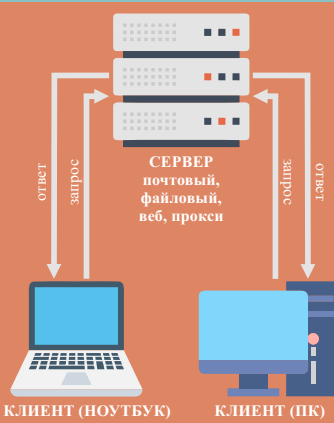 СЕРВЕР
почтовый,
файловый,
веб, прокси
ответ
запрос
запрос
ответ
КЛИЕНТ (НОУТБУК)
КЛИЕНТ (ПК)